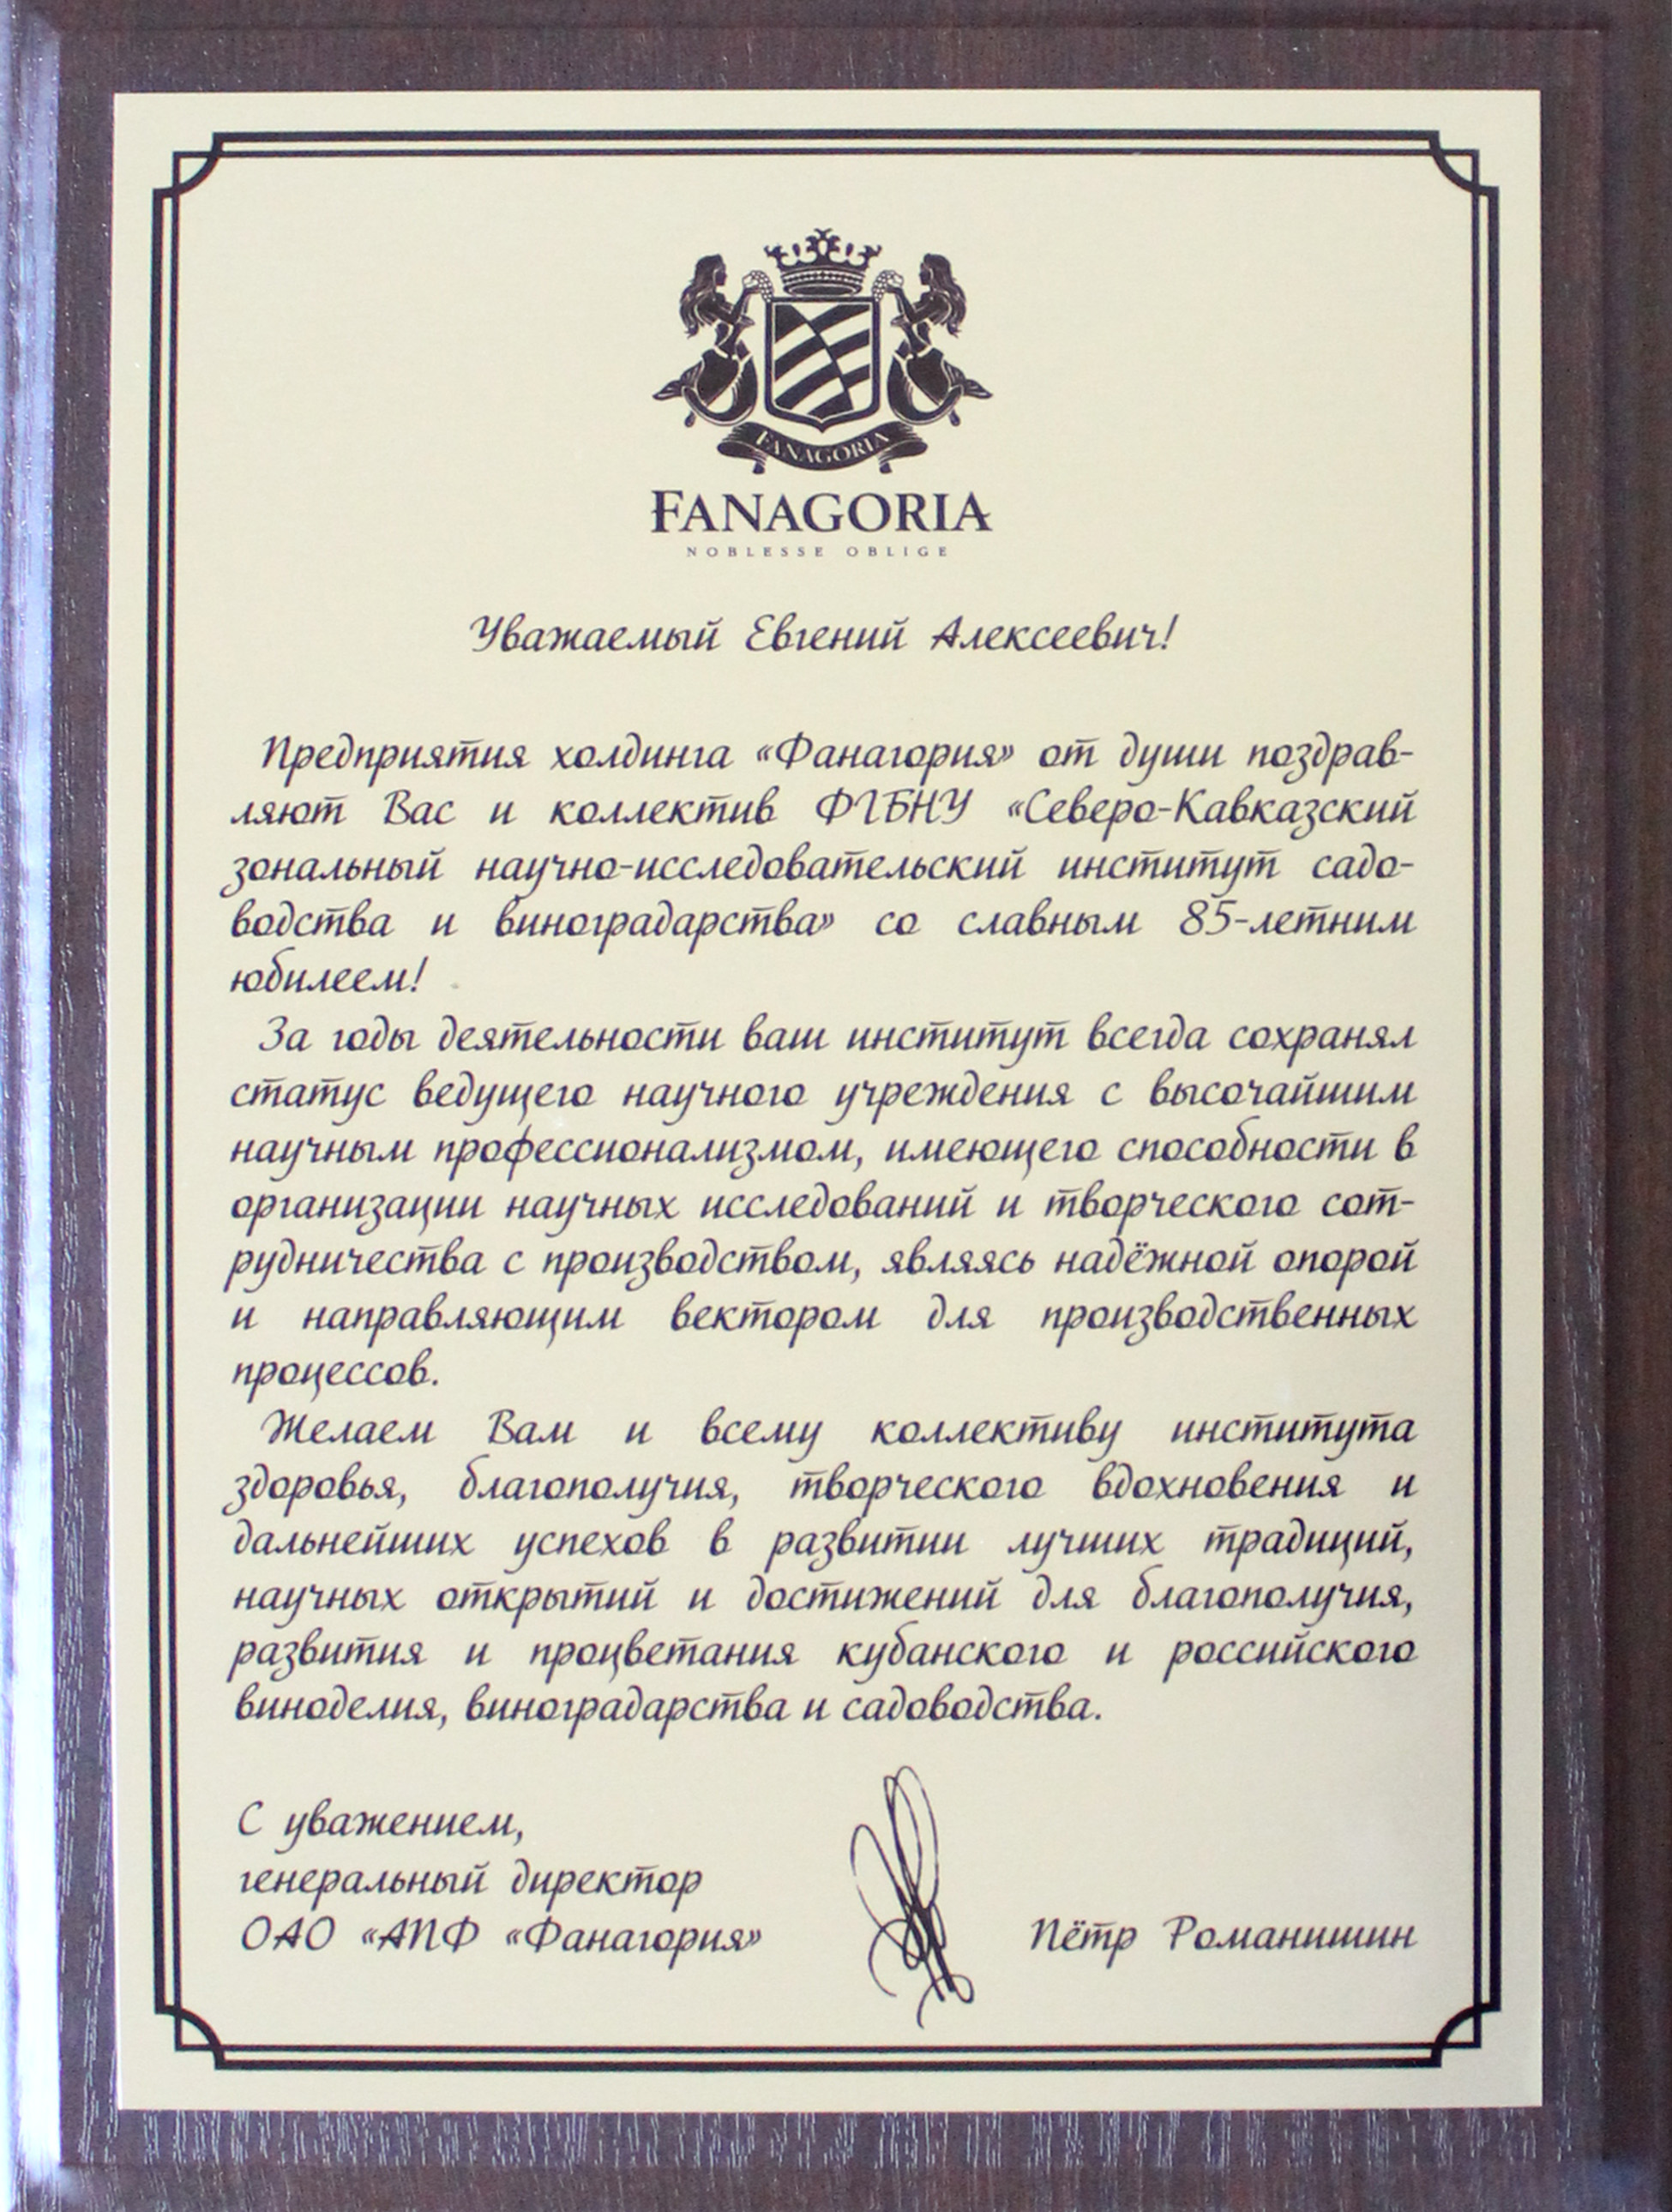 FANAGORIA
FANAGORIA
NOBLESSE OBLIGE
Уважаемый Евгений Алексеевич!
Предприятия холдинга «Фанагория» от души поздрав-
ляют Вас и коллектив ФГБНУ «Северо-Кавказский
зональный научно-исследовательский институт садо-
водства и виноградарства» со славным 85-летним
юбилеем!
За годы деятельности ваш институт всегда сохранял
статус ведущего научного учреждения с высочайшим
научным профессионализмом, имеющего способности в
организации научных исследований и творческого сот-
рудничества с производством, являясь надёжной опорой
и направляющим вектором для производственных
процессов.
Желаем Вам и всему коллективу института
здоровья, благополучия, творческого вдохновения и
дальнейших успехов в развитии лучших традиций,
научных открытий и достижений для благополучия,
развития и процветания кубанского и российского
виноделия, виноградарства и садоводства.
С уважением,
генеральный директор
ОАО «АПФ «Фанагория» Пётр Романишин